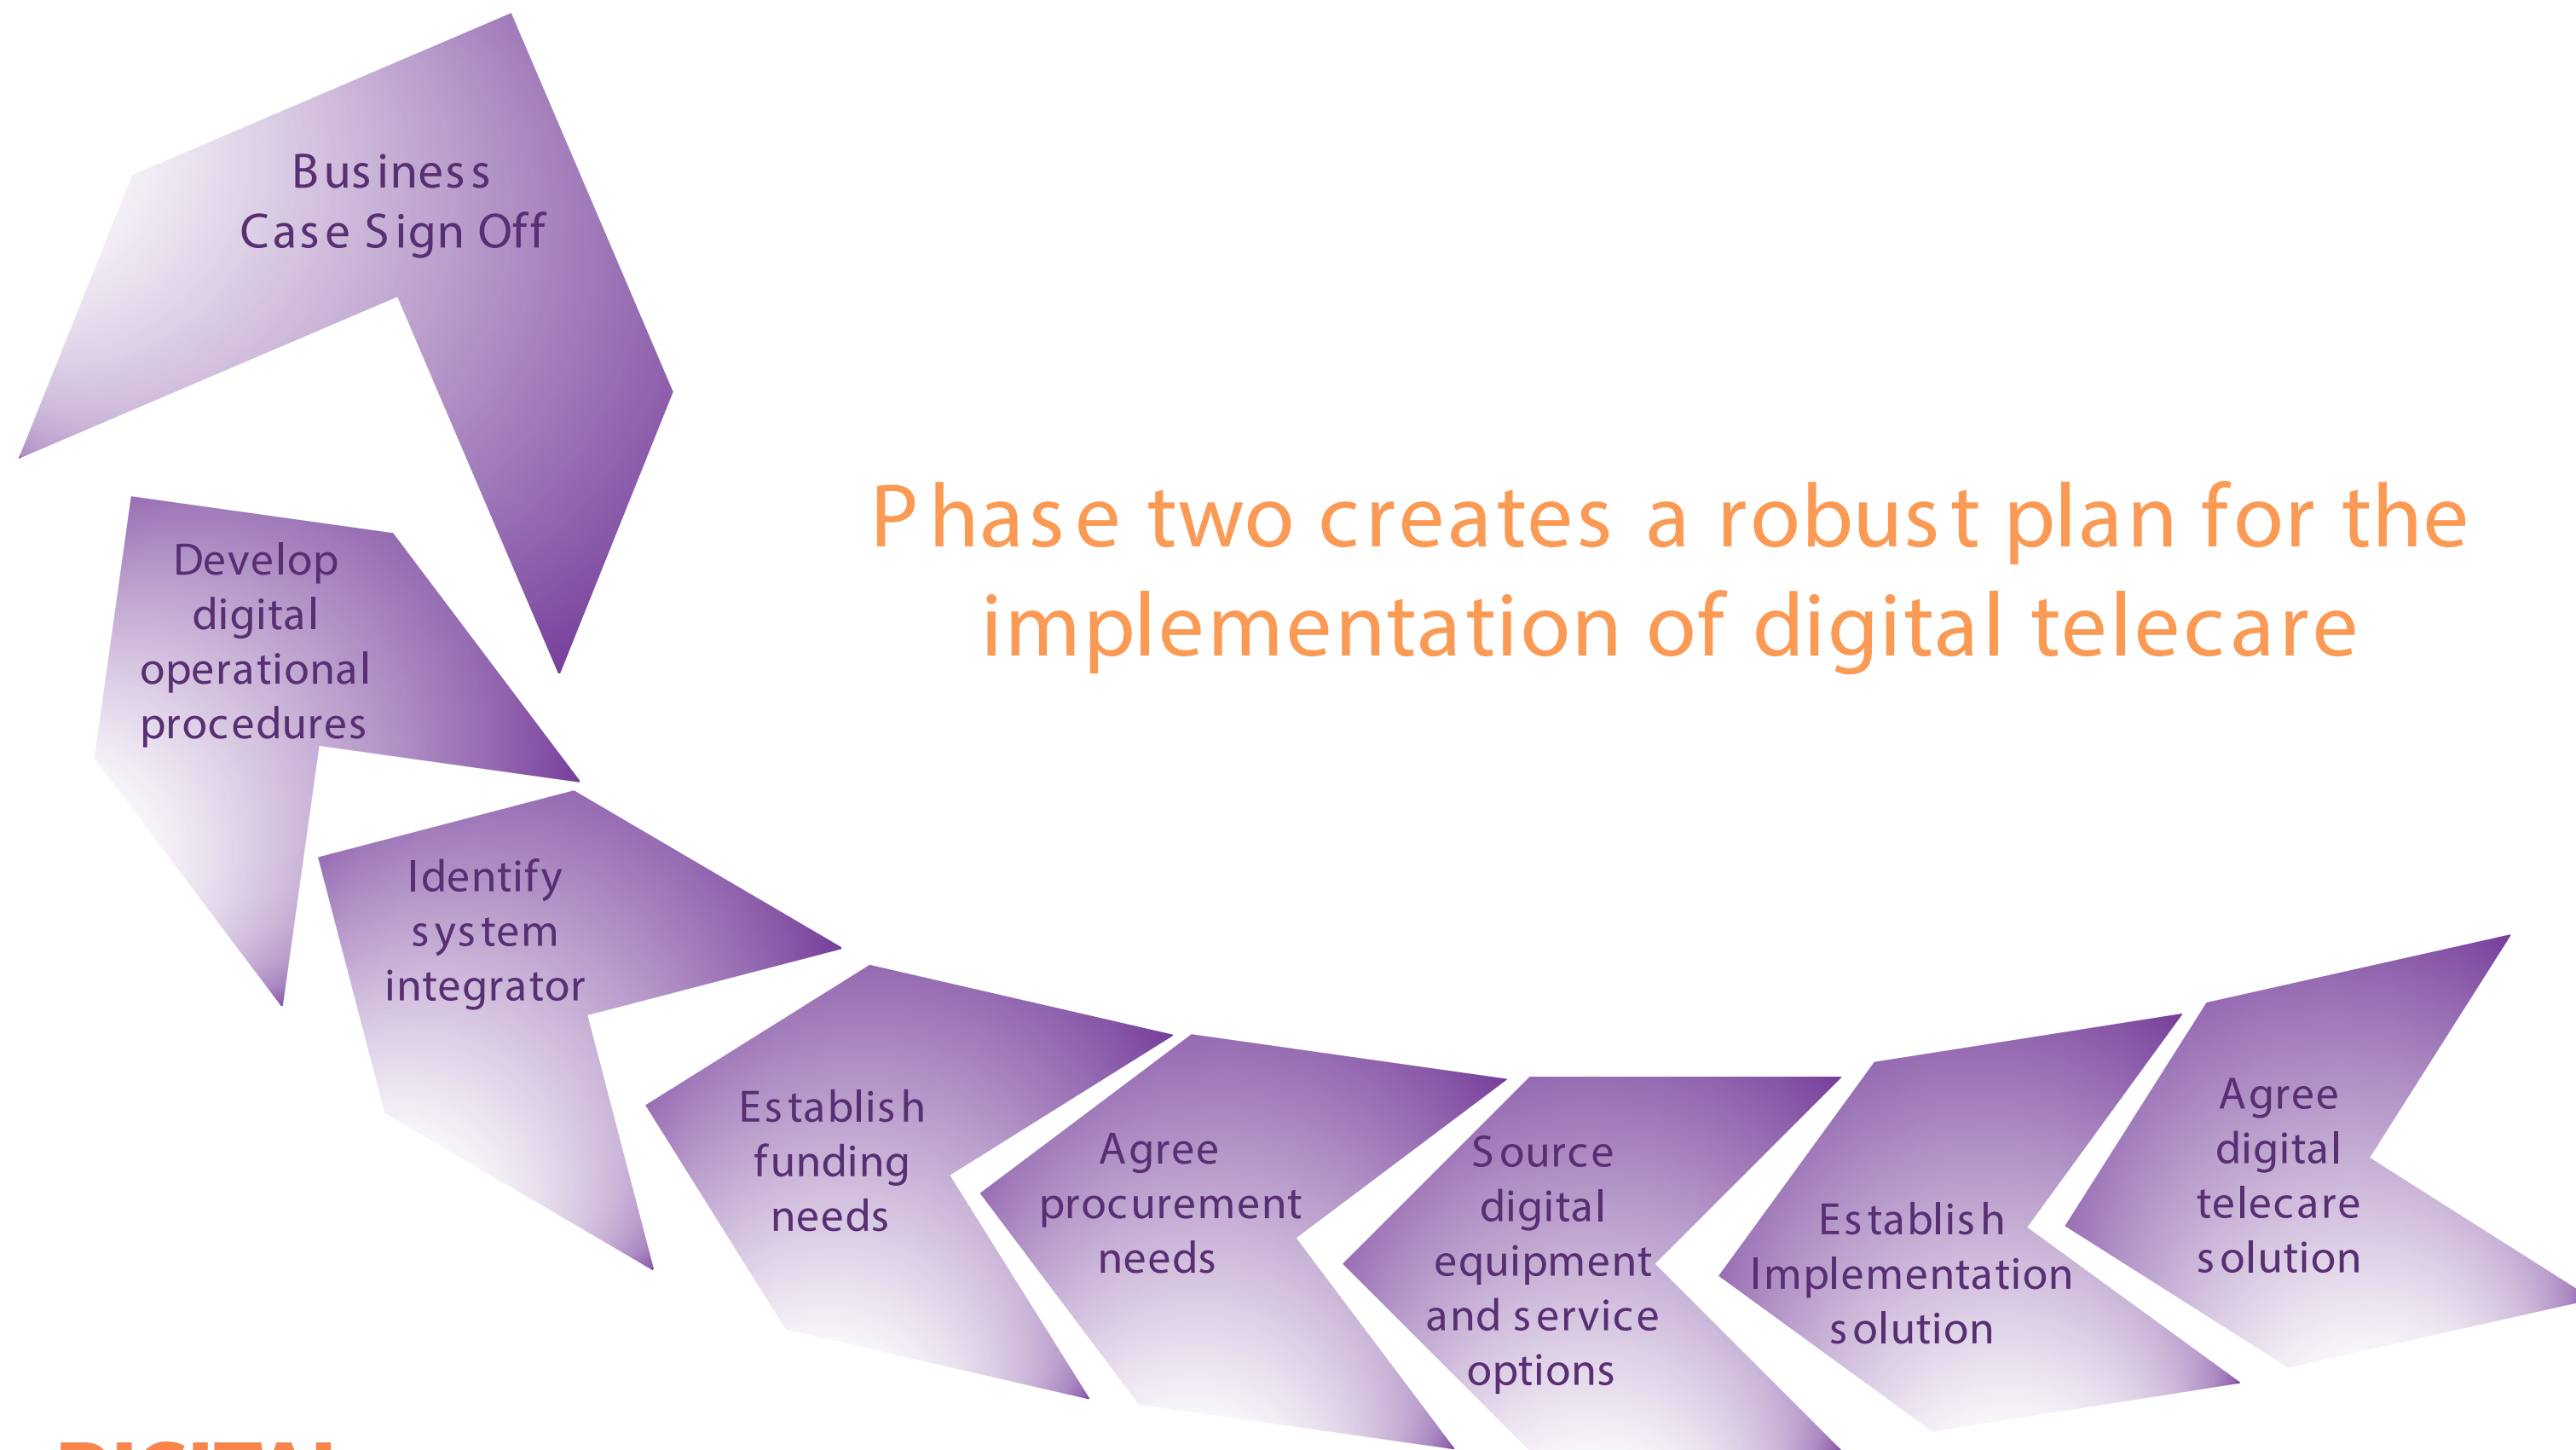 Business
Case Sign Off
Phase two creates a robust plan for the
implementation of digital telecare
Develop
digital
operational
procedures
Identify
system
integrator
Establish
funding
needs
Agree
procurement
needs
Source
digital
equipment
and service
options
Establish
Implementation
solution
Agree
digital
telecare
solution
DIGITAL